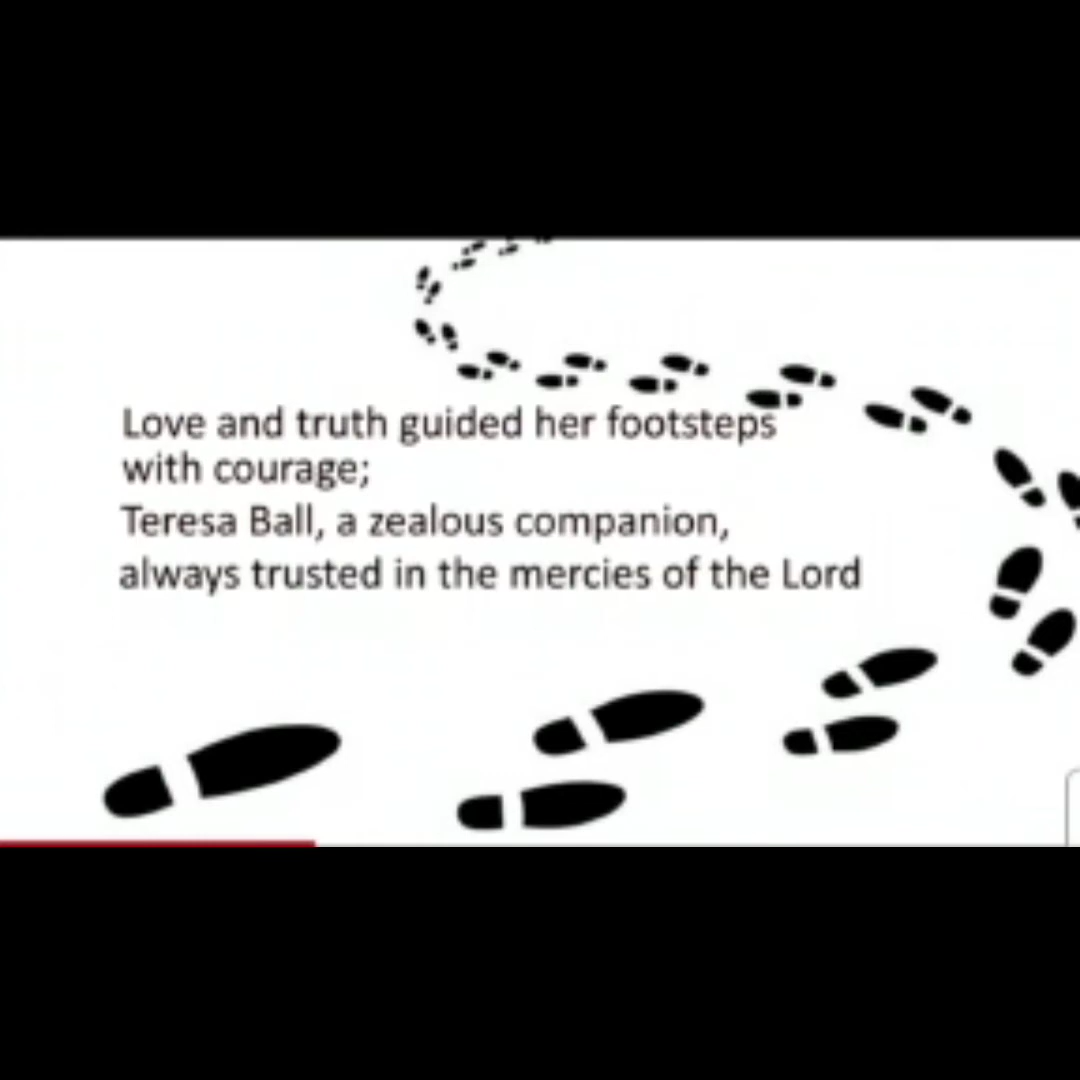 Love and truth guided her footsteps
with courage;
Teresa Ball, a zealous companion,
always trusted in the mercies of the Lord